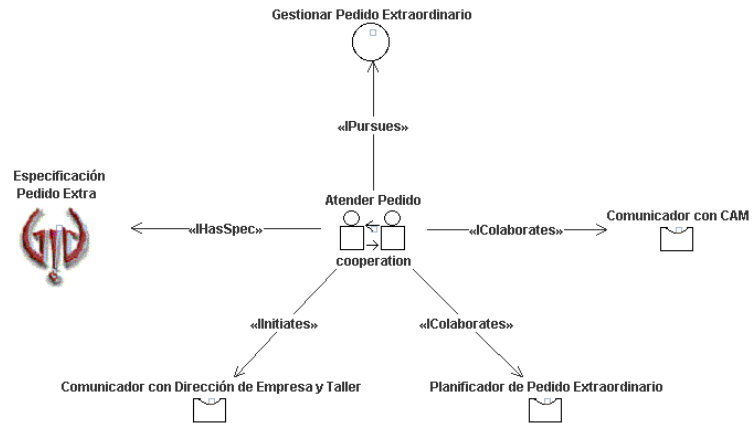 Gestionar Pedido Extraordinario
«IPursues»
Especificación
Pedido Extra
Atender Pedido
Comunicador con CAM
«IHasSpec»
«IColaborates»
cooperation
«IInitiates»
«IColaborates»
Comunicador con Dirección de Empresa y Taller
Planificador de Pedido Extraordinario